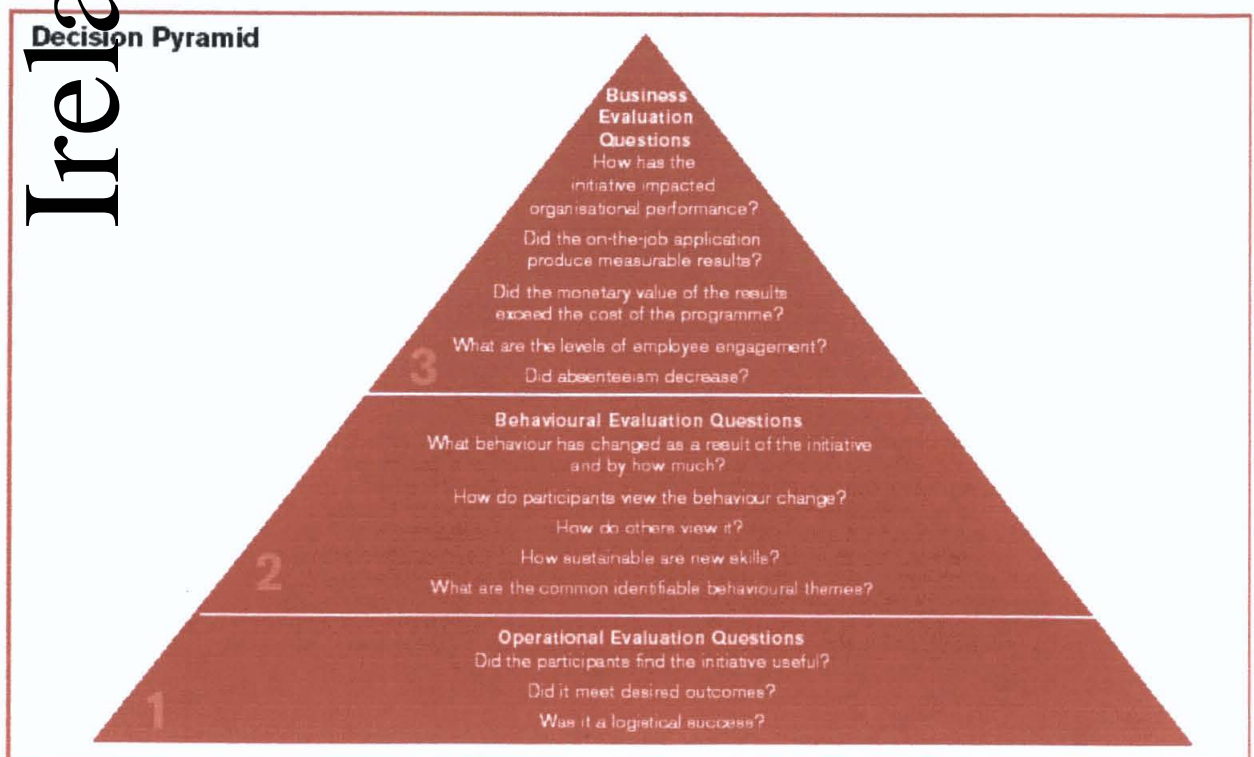 Irela
Decision Pyramid
Business
Evaluation
Questions
How has the
initiative impacted
organisational performance?
Did the on-the-job application
produce measurable results?
Did the monetary value of the results
exceed the cost of the programme?
What are the levels of employee engagement?
Did absenteeism decrease?
3
Behavioural Evaluation Questions
What behaviour has changed as a result of the initiative
and by how much?
How do participants view the behaviour change?
How do others view it?
How sustainable are new skills?
What are the common identifiable behavioural themes?
2
Operational Evaluation Questions
Did the participants find the initiative useful?
Did it meet desired outcomes?
Was it a logistical success?
1